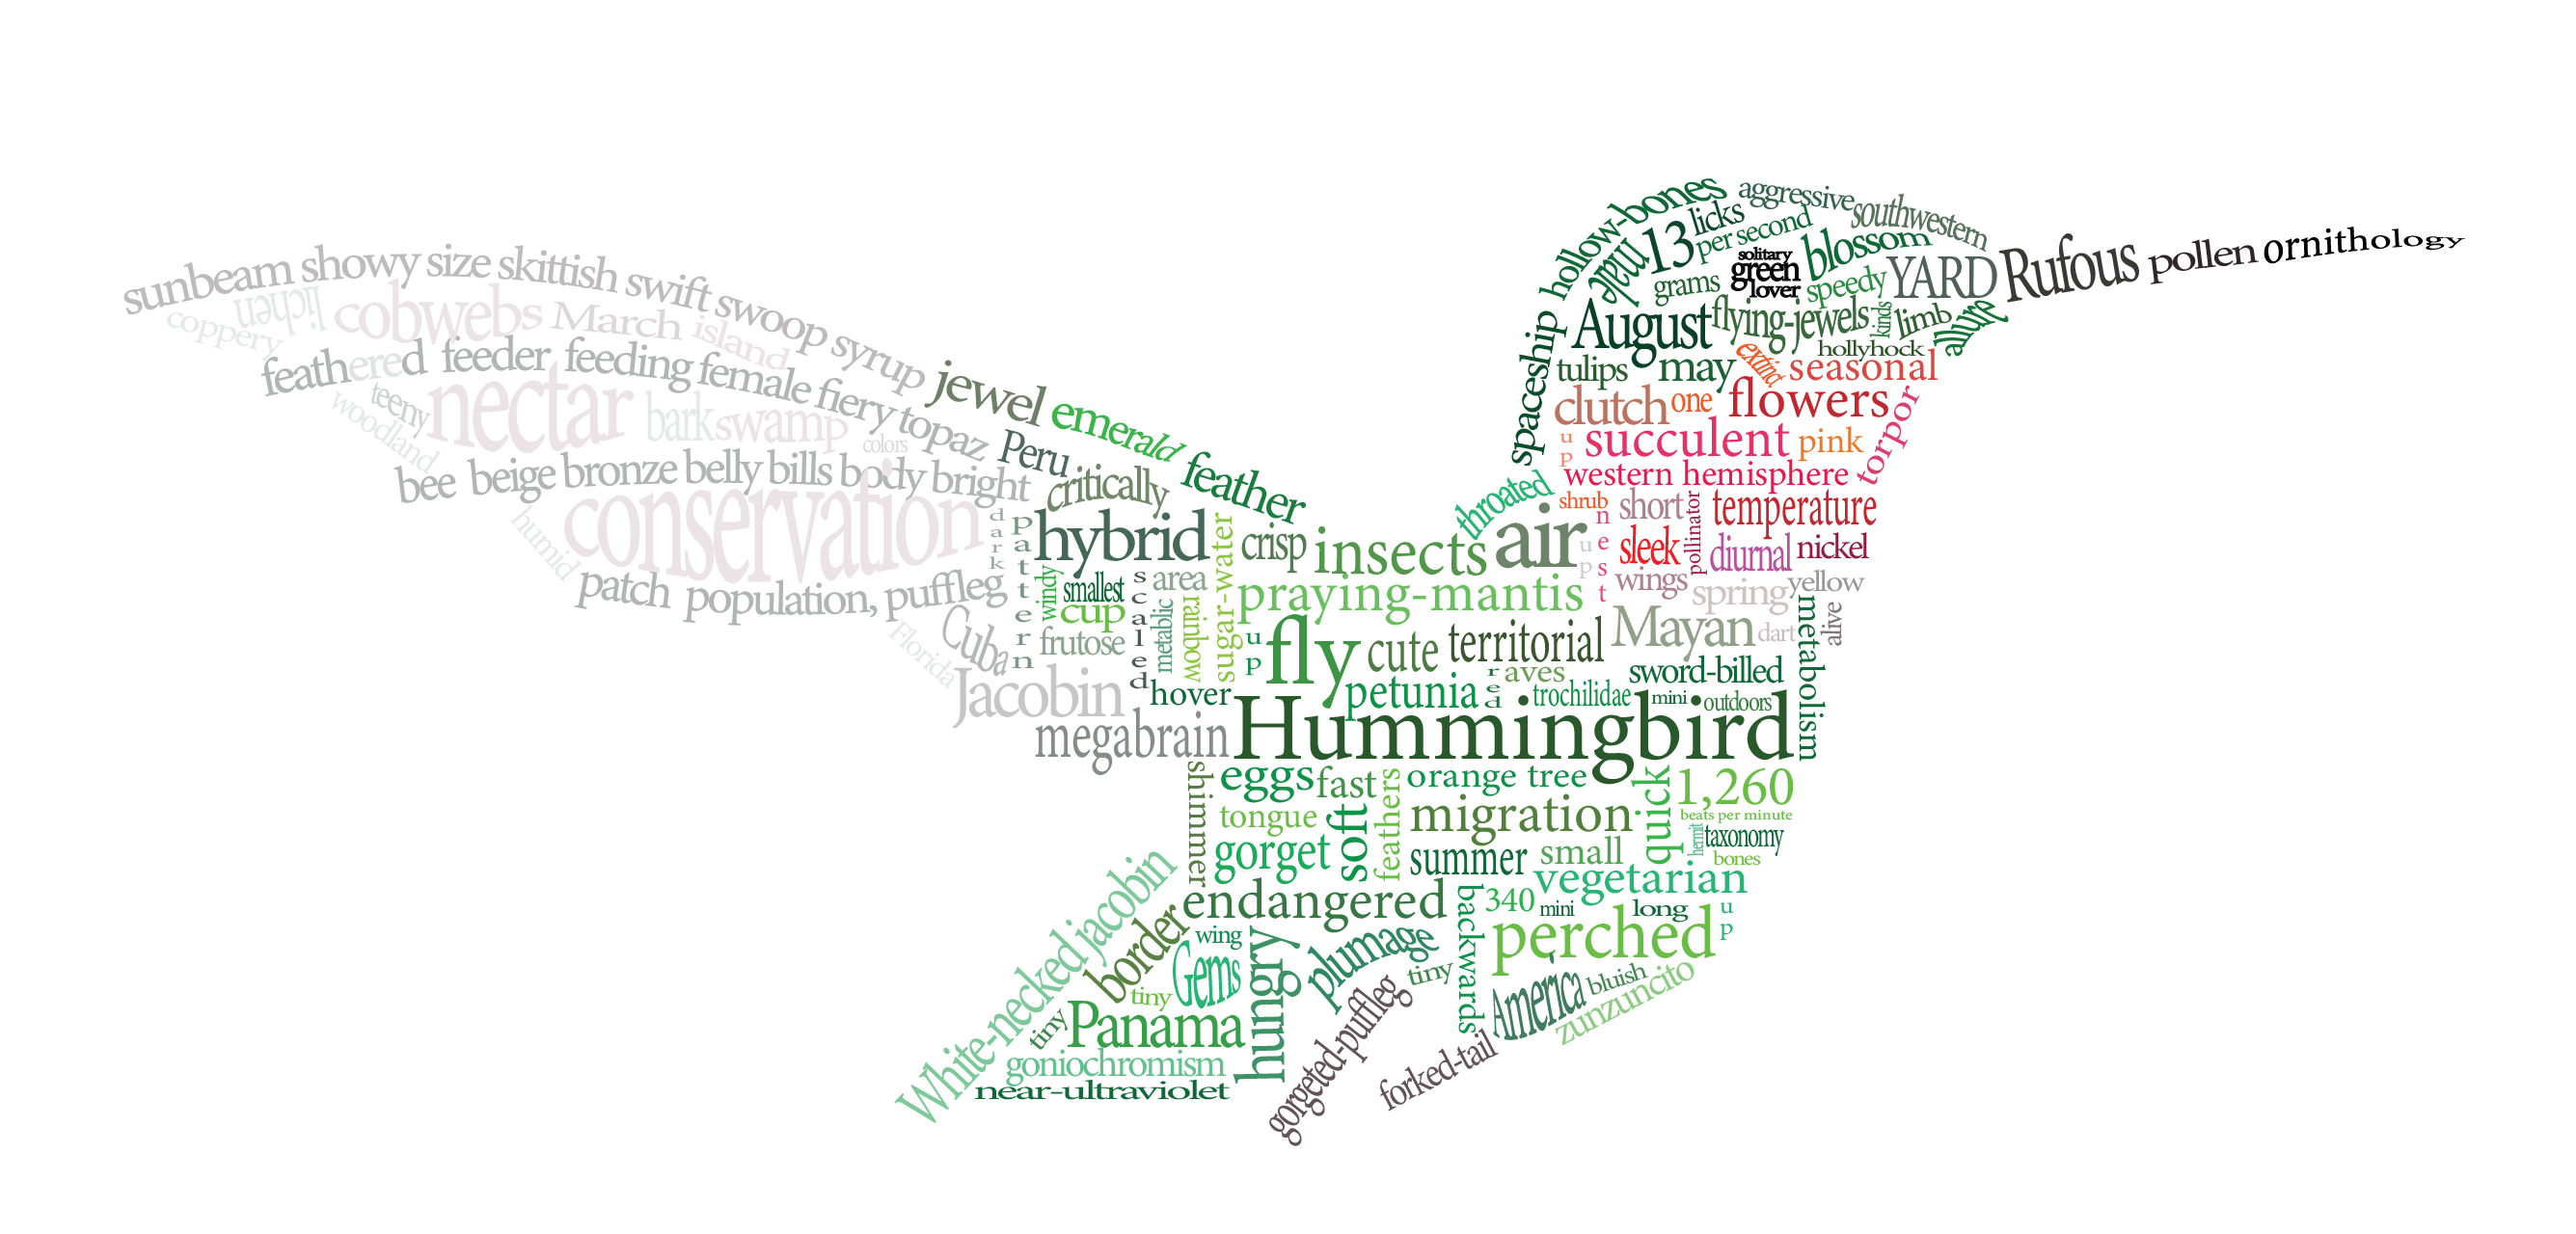 sunbeam showy size skittish swift swoop syrup
jewel emerald feather
lichen
coppery
cobwebs
March island
feathered feeder feeding female fiery topaz
Peru
critically
teeny
woodland
nectar
bark
swamp
colors
bee beige bronze belly bills body bright
conservation
humid
dark
pattern
patch population, puffleg
Florida
Cuba
Jacobin
megabrain
hybrid
crisp
insects
air
windy
smallest
cup
frutose
scaled
area
metablic
rainbow
sugar-water
hover
up
praying-mantis
fly
cute
territorial
petunia
red
aves
trochilidae
Hummingbird
spaceship hollow-bones
aggressive
southwestern
male
13
licks
per second
grams
solitary
green
lover
blossom
speedy
YARD
Rufous pollen ornithology
August
flying-jewels
kinds
limb
allure
hollyhock
tulips
may
extinct
seasonal
clutch
one
flowers
up
succulent
pink
torpor
western hemisphere
throated
shrub
short
pollinator
temperature
nest
up
sleek
diurnal
nickel
wings
spring
yellow
Mayan
dart
alive
metabolism
sword-billed
mini
outdoors
shimmer
eggs
fast
feathers
orange tree
quick
1,260
beats per minute
tongue
soft
migration
hermit
taxonomy
bones
gorget
summer
small
vegetarian
endangered
backwards
340
mini
long
up
perched
White-necked jacobin
border
wing
Gems
hungry
plumage
tiny
tiny
tiny
Panama
goniochromism
near-ultraviolet
gorgeted-puffleg
forked-tail
America
bluish
zunzuncito